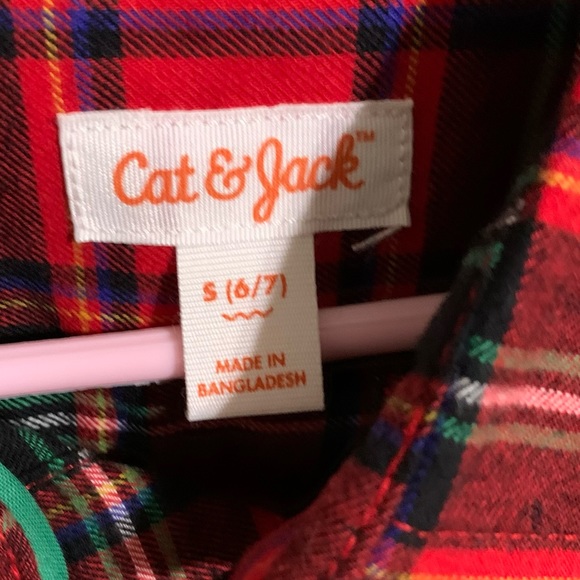 Cat & Jack™
S (6/7)
MADE IN
BANGLADESH